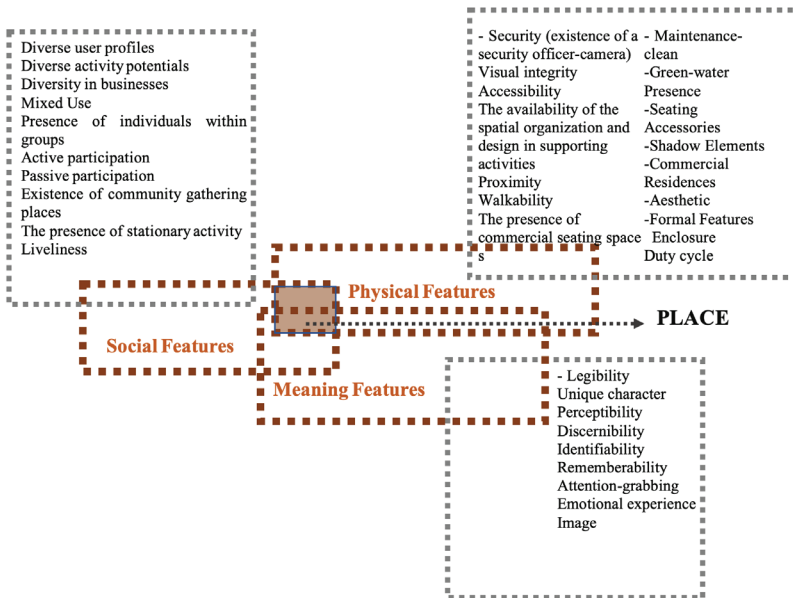 Diverse user profiles
Diverse activity potentials
Diversity in businesses
Mixed Use
Presence of individuals within
groups
Active participation
Passive participation
Existence of community gathering
places
The presence of stationary activity
Liveliness
- Security (existence of a
security officer-camera)
Visual integrity
Accessibility
The availability of the
spatial organization and
design in supporting
activities
Proximity
Walkability
The presence of
commercial seating space
s
- Maintenance-
clean
-Green-water
Presence
-Seating
Accessories
-Shadow Elements
-Commercial
Residences
-Aesthetic
-Formal Features
Enclosure
Duty cycle
Physical Features
PLACE
Social Features
Meaning Features
- Legibility
Unique character
Perceptibility
Discernibility
Identifiability
Rememberability
Attention-grabbing
Emotional experience
Image